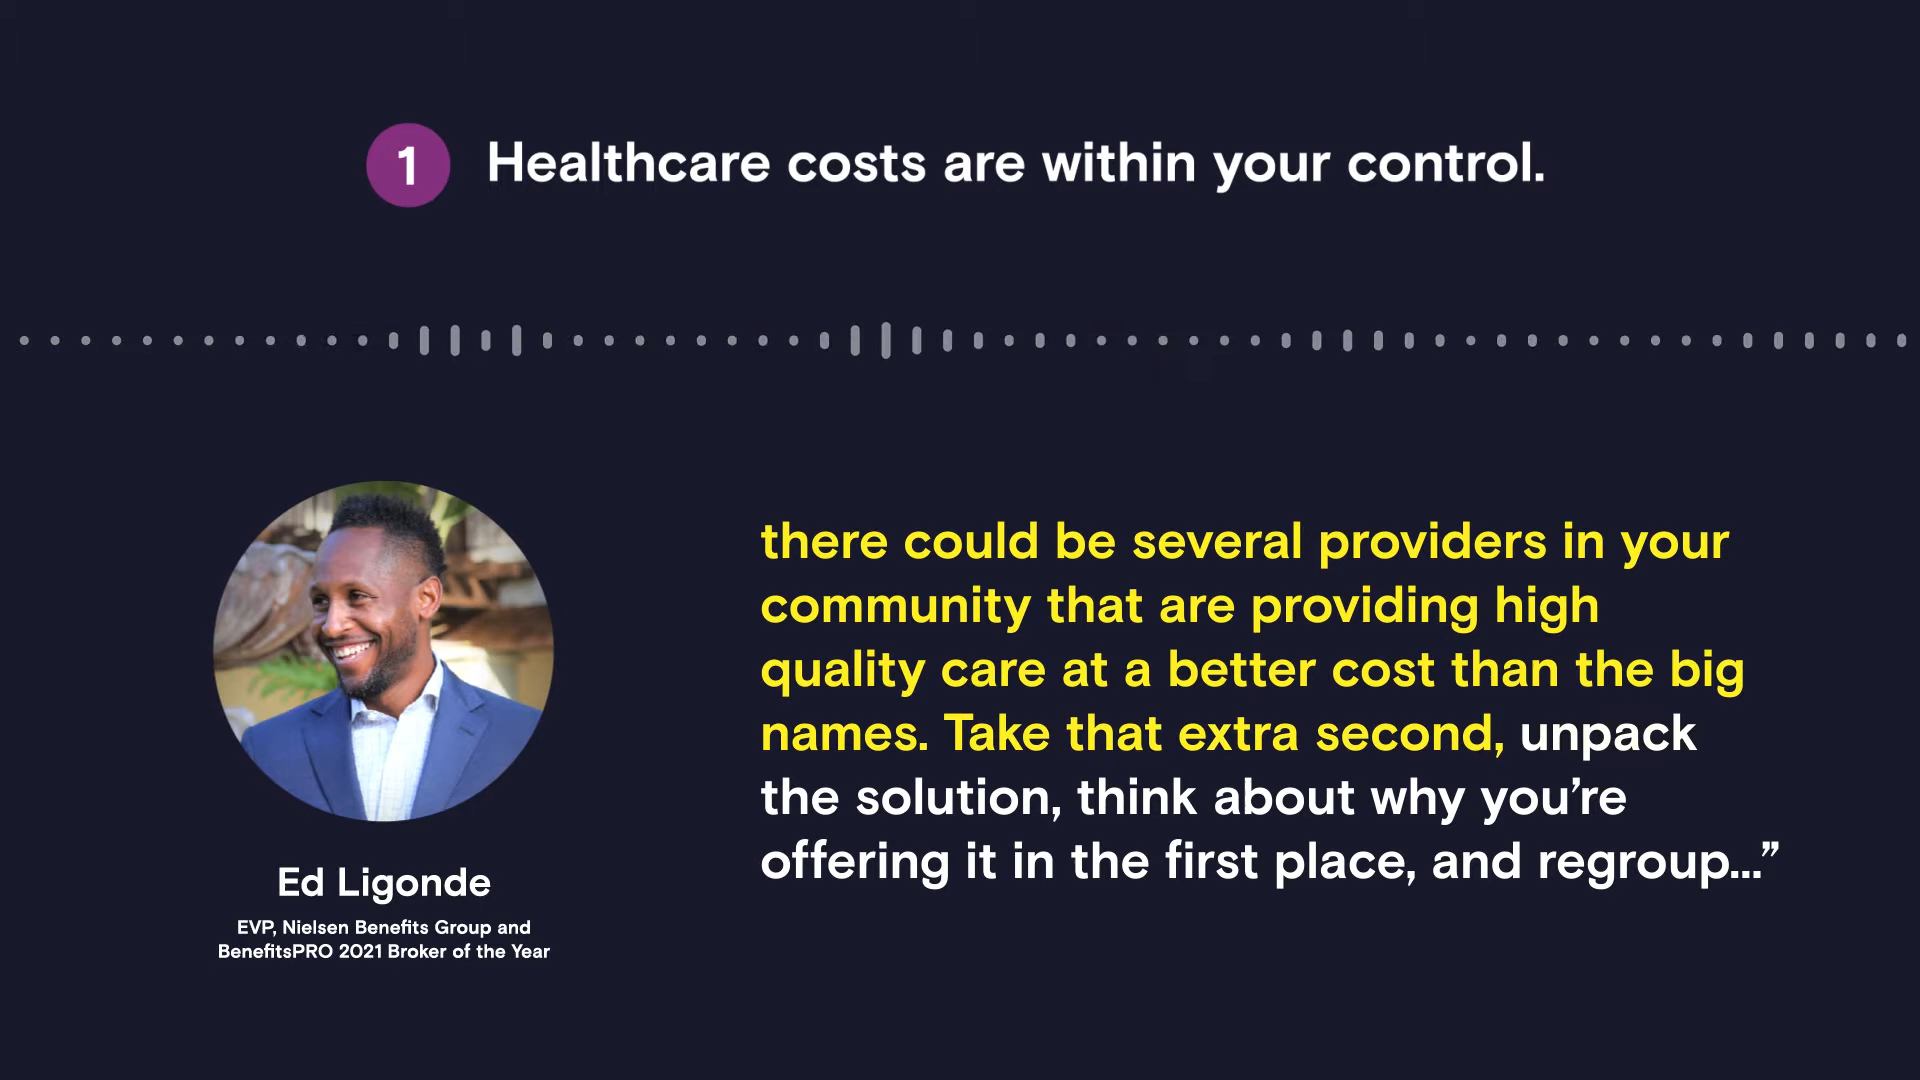 1 Healthcare costs are within your control.
there could be several providers in your
community that are providing high
quality care at a better cost than the big
names. Take that extra second, unpack
the solution, think about why you’re
offering it in the first place, and regroup...”
Ed Ligonde
EVP, Nielsen Benefits Group and
BenefitsPRO 2021 Broker of the Year